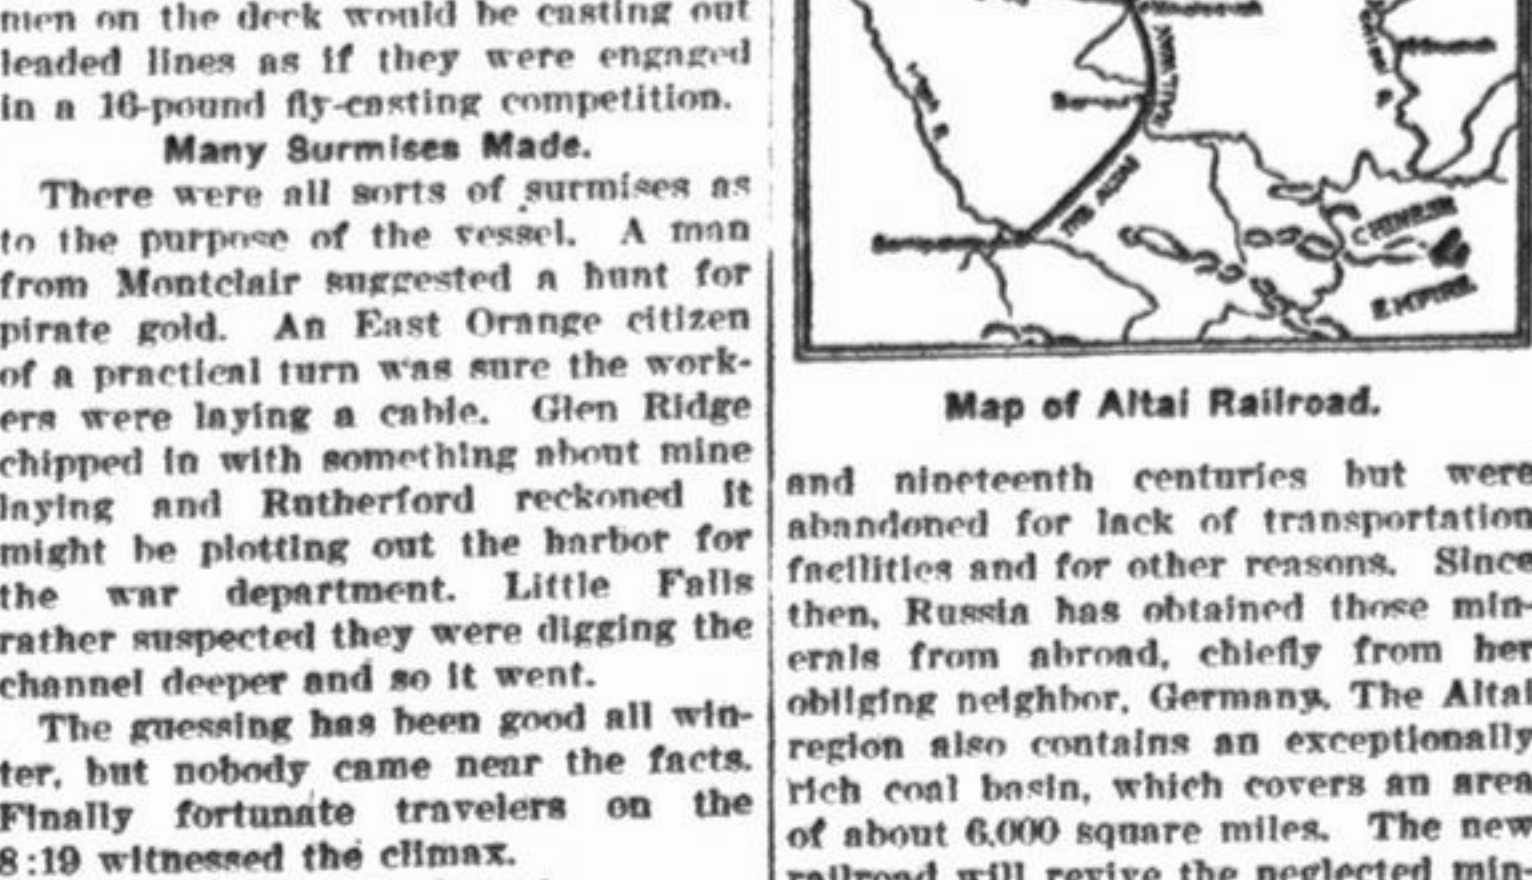 men on the deck would be casting out
leaded lines as if they were engaged
in a 16-pound fly-casting competition.
Many Surmises Made.
There were all sorts of surmises as
to the purpose of the vessel. A man
from Montclair suggested a hunt for
pirate gold. An East Orange citizen
of a practical turn was sure the work-
ers were laying a cable. Glen Ridge
chipped in with something about mine
laying and Rutherford reckoned it
might be plotting out the harbor for
the war department. Little Falls
rather suspected they were digging the
channel deeper and so it went.
The guessing has been good all win-
ter, but nobody came near the facts.
Finally fortunate travelers on the
8:19 witnessed the climax.
THE ALTAI
CHINESE
EMPIRE
Map of Altai Railroad.
and nineteenth centuries but were
abandoned for lack of transportation
facilities and for other reasons. Since
then, Russia has obtained those min-
erals from abroad, chiefly from her
obliging neighbor, Germany. The Altai
region also contains an exceptionally
rich coal basin, which covers an area
of about 6,000 square miles. The new
railroad will revive the neglected min-